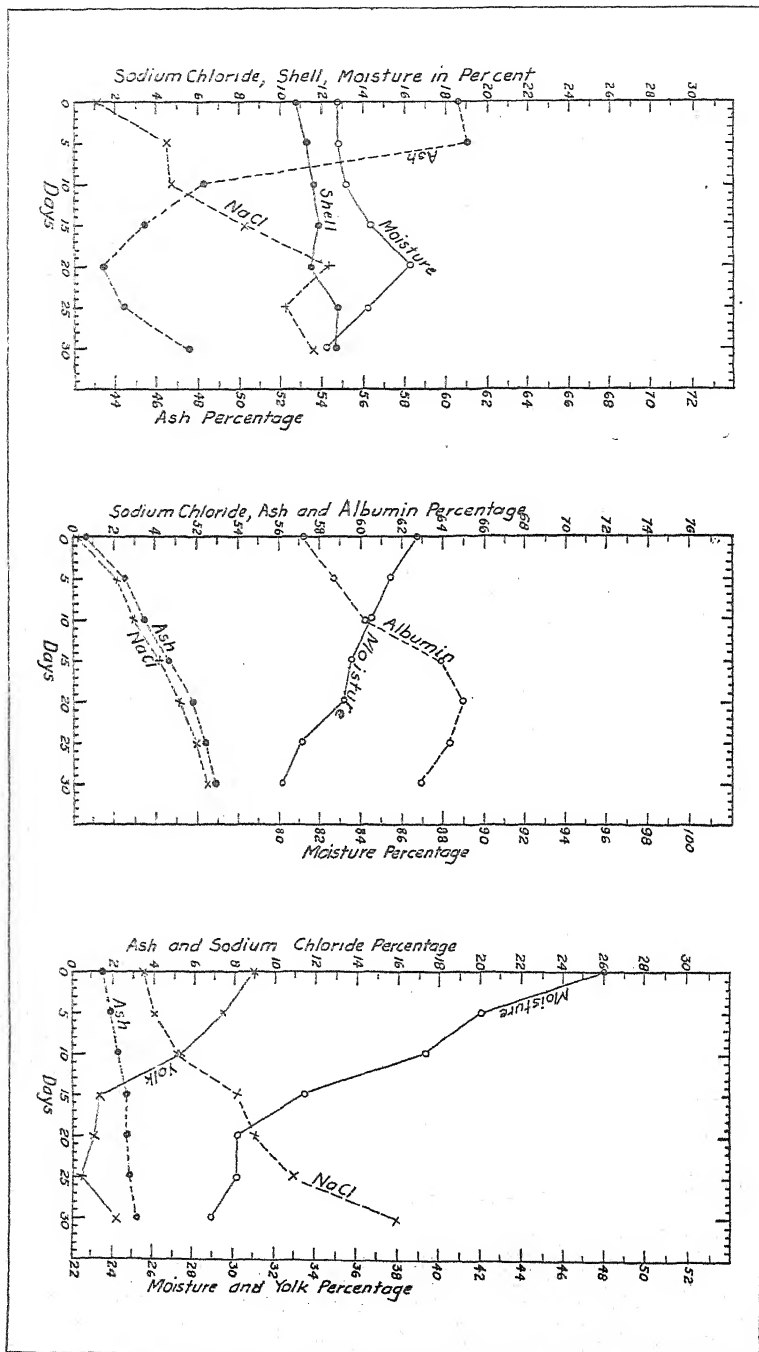 Sodium Chloride, Shell, Moisture in Percent
0 2 4 6 8 10 12 14 16 18 20 22 24 26 28 30
0
5
10
15
20
25
30
Days
Ash
Shell
NaCl
Moisture
44 46 48 50 52 54 56 58 60 62 64 66 68 70 72
Ash Percentage
Sodium Chloride, Ash and Albumin Percentage
0 2 4 52 54 56 58 60 62 64 66 68 70 72 74 76
0
5
10
15
20
25
30
Days
NaCl
Ash
Moisture
Albumin
80 82 84 86 88 90 92 94 96 98 100
Moisture Percentage
Ash and Sodium Chloride Percentage
0 2 4 6 8 10 12 14 16 18 20 22 24 26 28 30
0
5
10
15
20
25
30
Days
Ash
Yolk
Moisture
NaCl
22 24 26 28 30 32 34 36 38 40 42 44 46 48 50 52
Moisture and Yolk Percentage